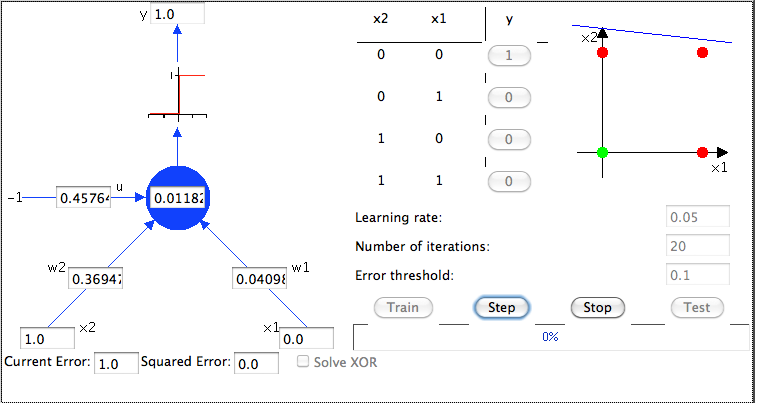 y 1.0
x2 x1 y
0 0 1
0 1 0
1 0 0
1 1 0
x2
x1
-1 0.45764 u 0.01182
w2 0.36947 0.04098 w1
1.0 x2 x1 0.0
Current Error: 1.0 Squared Error: 0.0 Solve XOR
Learning rate: 0.05
Number of iterations: 20
Error threshold: 0.1
Train Step Stop Test
0%